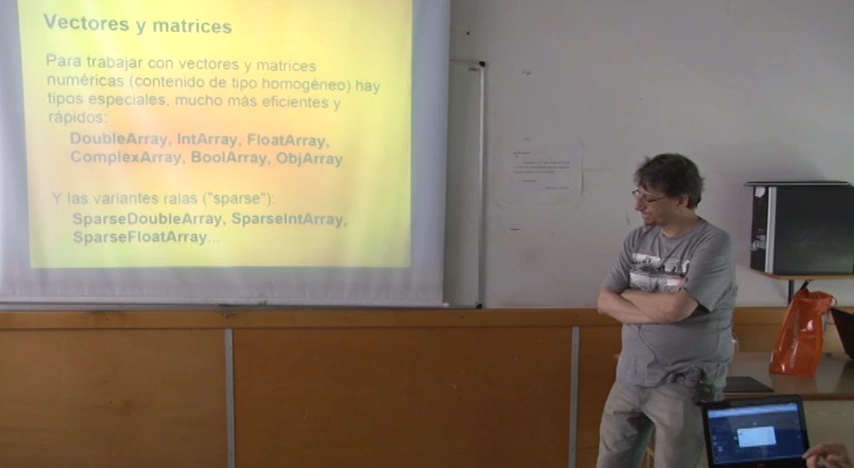 Vectores y matrices
Para trabajar con vectores y matrices
numéricas (contenido de tipo homogéneo) hay
tipos especiales, mucho más eficientes y
rápidos:
DoubleArray, IntArray, FloatArray,
ComplexArray, BoolArray, ObjArray
Y las variantes ralas ("sparse"):
SparseDoubleArray, SparseIntArray,
SparseFloatArray...